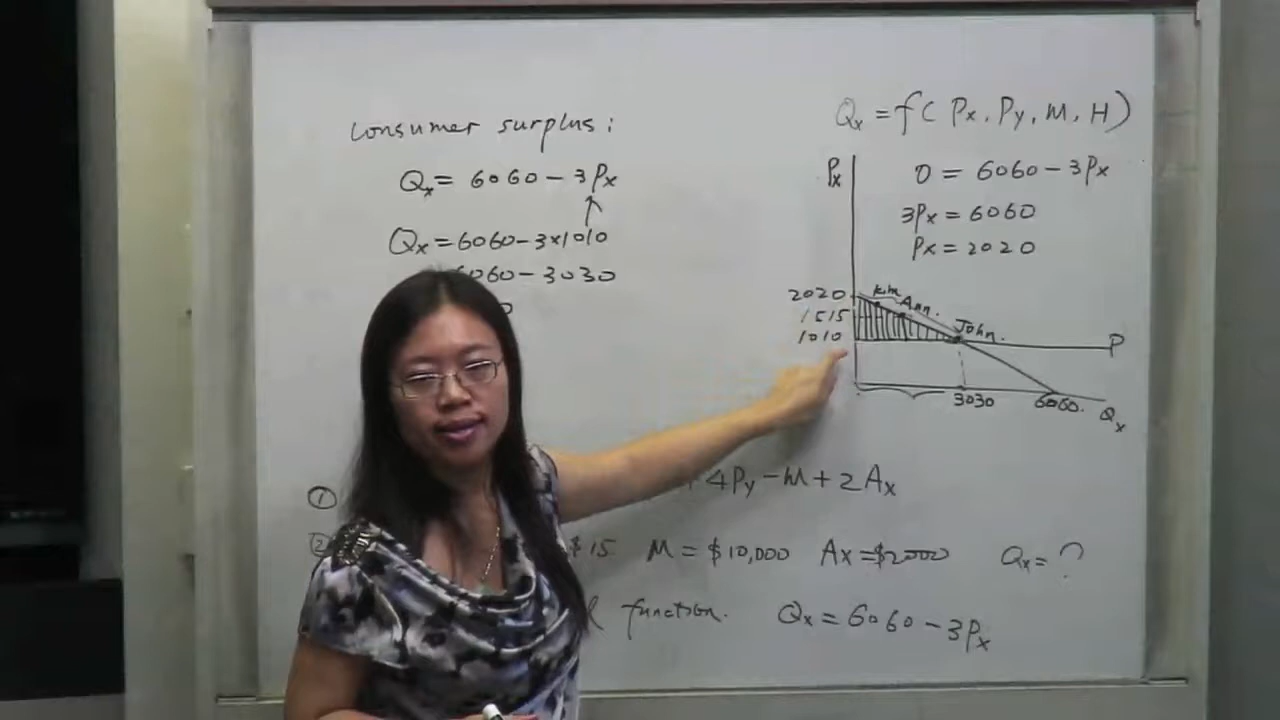 Consumer surplus:
Qx = 6060 - 3Px
Qx = 6060 - 3x1010
6060 - 3030
0
Qx = f( Px, Py, M, H )
Px
0 = 6060 - 3Px
3Px = 6060
Px = 2020
2020
1515
1010
kim
Ann.
John.
P
3030
6060.
Qx
①
4Py - M + 2Ax
②
$15 M = $10,000 Ax = $2000 Qx = ?
function. Qx = 6060 - 3Px